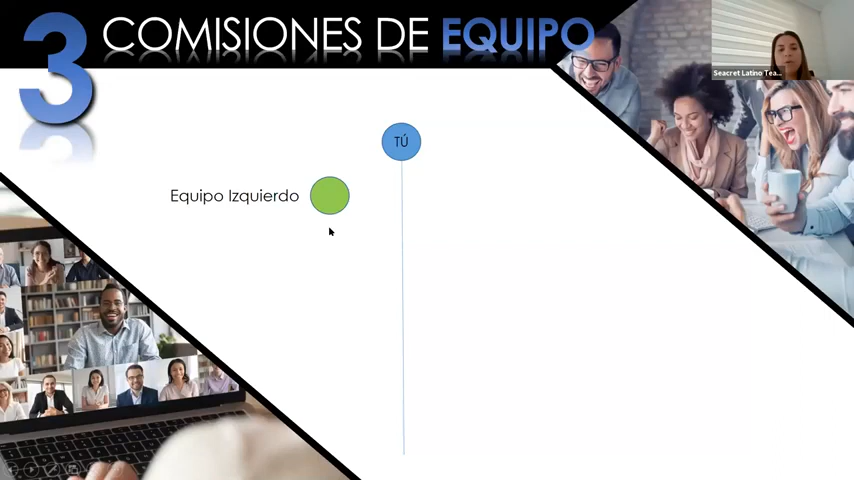 3 COMISIONES DE EQUIPO
Seacret Latino Tea...
TÚ
Equipo Izquierdo